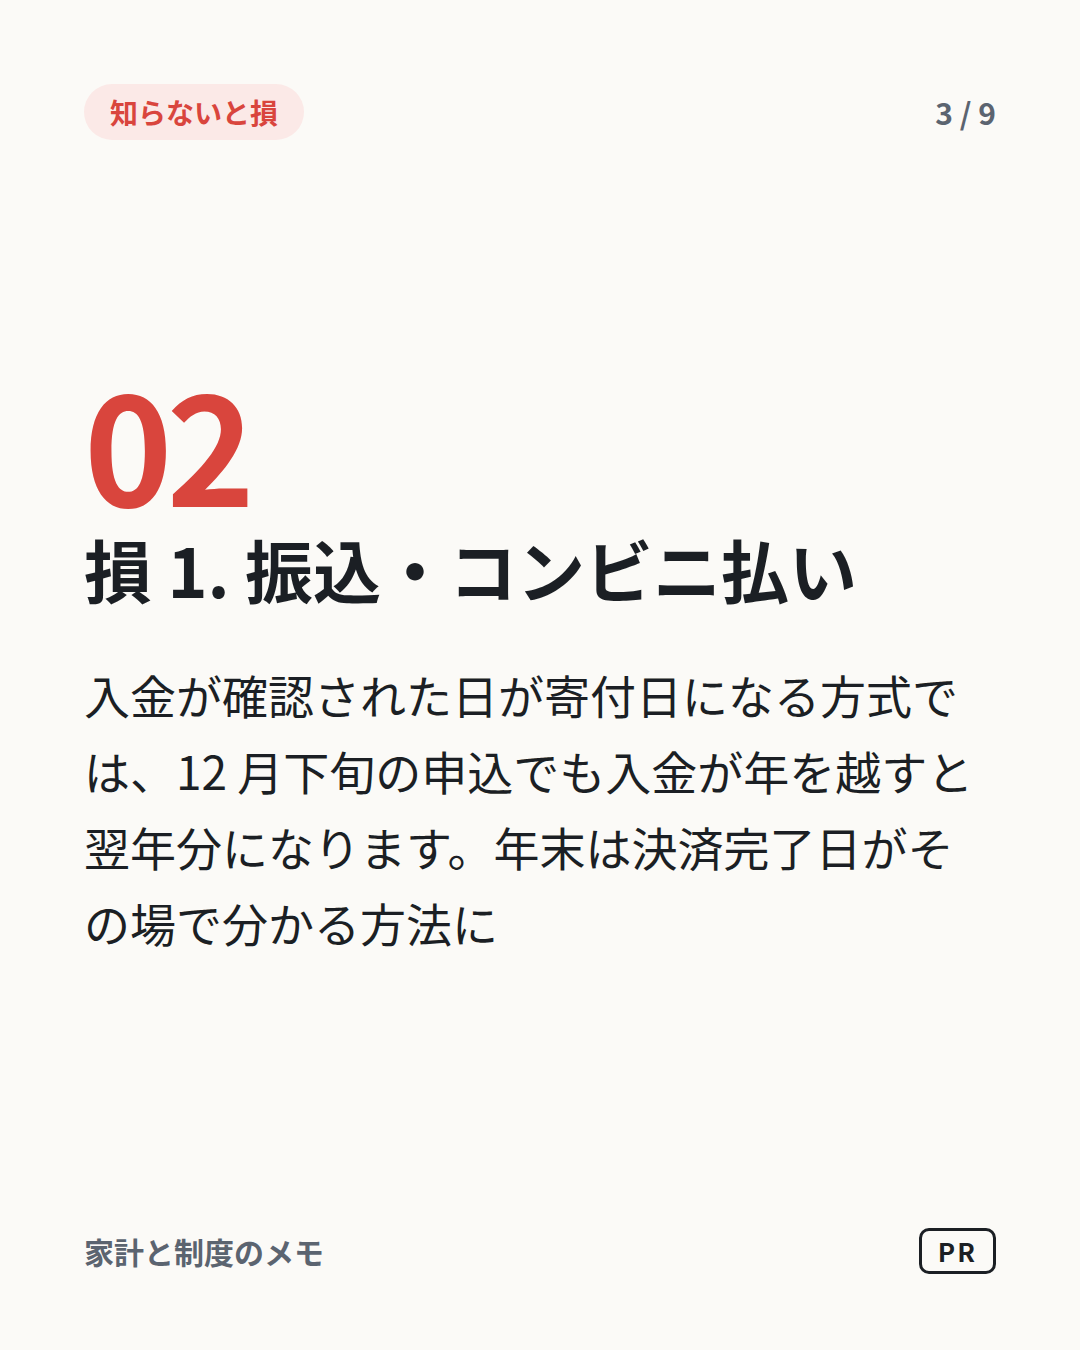 知らないと損
3 / 9
02
損 1. 振込・コンビニ払い
入金が確認された日が寄付日になる方式で
は、12 月下旬の申込でも入金が年を越すと
翌年分になります。年末は決済完了日がそ
の場で分かる方法に
家計と制度のメモ
PR